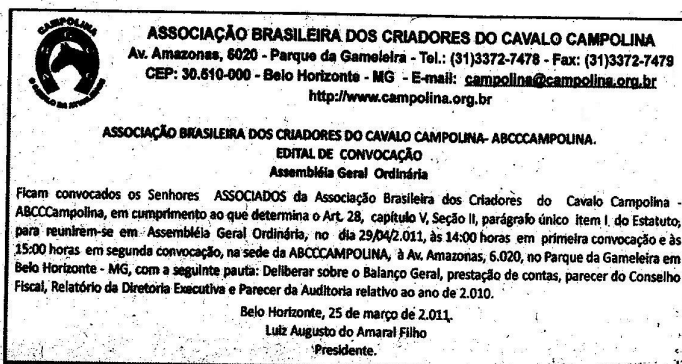 CAMPOLINA
ASSOCIAÇÃO BRASILEIRA DOS CRIADORES DO CAVALO CAMPOLINA
Av. Amazonas, 6020 - Parque da Gameleira - Tel.: (31)3372-7478 - Fax: (31)3372-7479
CEP: 30.510-000 - Belo Horizonte - MG - E-mail: campolina@campolina.org.br
http://www.campolina.org.br
ASSOCIAÇÃO BRASILEIRA DOS CRIADORES DO CAVALO CAMPOLINA- ABCCCAMPOLINA.
EDITAL DE CONVOCAÇÃO
Assembléia Geral Ordinária
Ficam convocados os Senhores ASSOCIADOS da Associação Brasileira dos Criadores do Cavalo Campolina -
ABCCCampolina, em cumprimento ao que determina o Art. 28, capítulo V, Seção II, parágrafo único item I, do Estatuto,
para reunirem-se em Assembléia Geral Ordinária, no dia 29/04/2.011, às 14:00 horas em primeira convocação e às
15:00 horas em segunda convocação, na sede da ABCCCAMPOLINA, à Av. Amazonas, 6.020, no Parque da Gameleira em
Belo Horizonte - MG, com a seguinte pauta: Deliberar sobre o Balanço Geral, prestação de contas, parecer do Conselho
Fiscal, Relatório da Diretoria Executiva e Parecer da Auditoria relativo ao ano de 2.010.
Belo Horizonte, 25 de março de 2.011.
Luiz Augusto do Amaral Filho
Presidente.